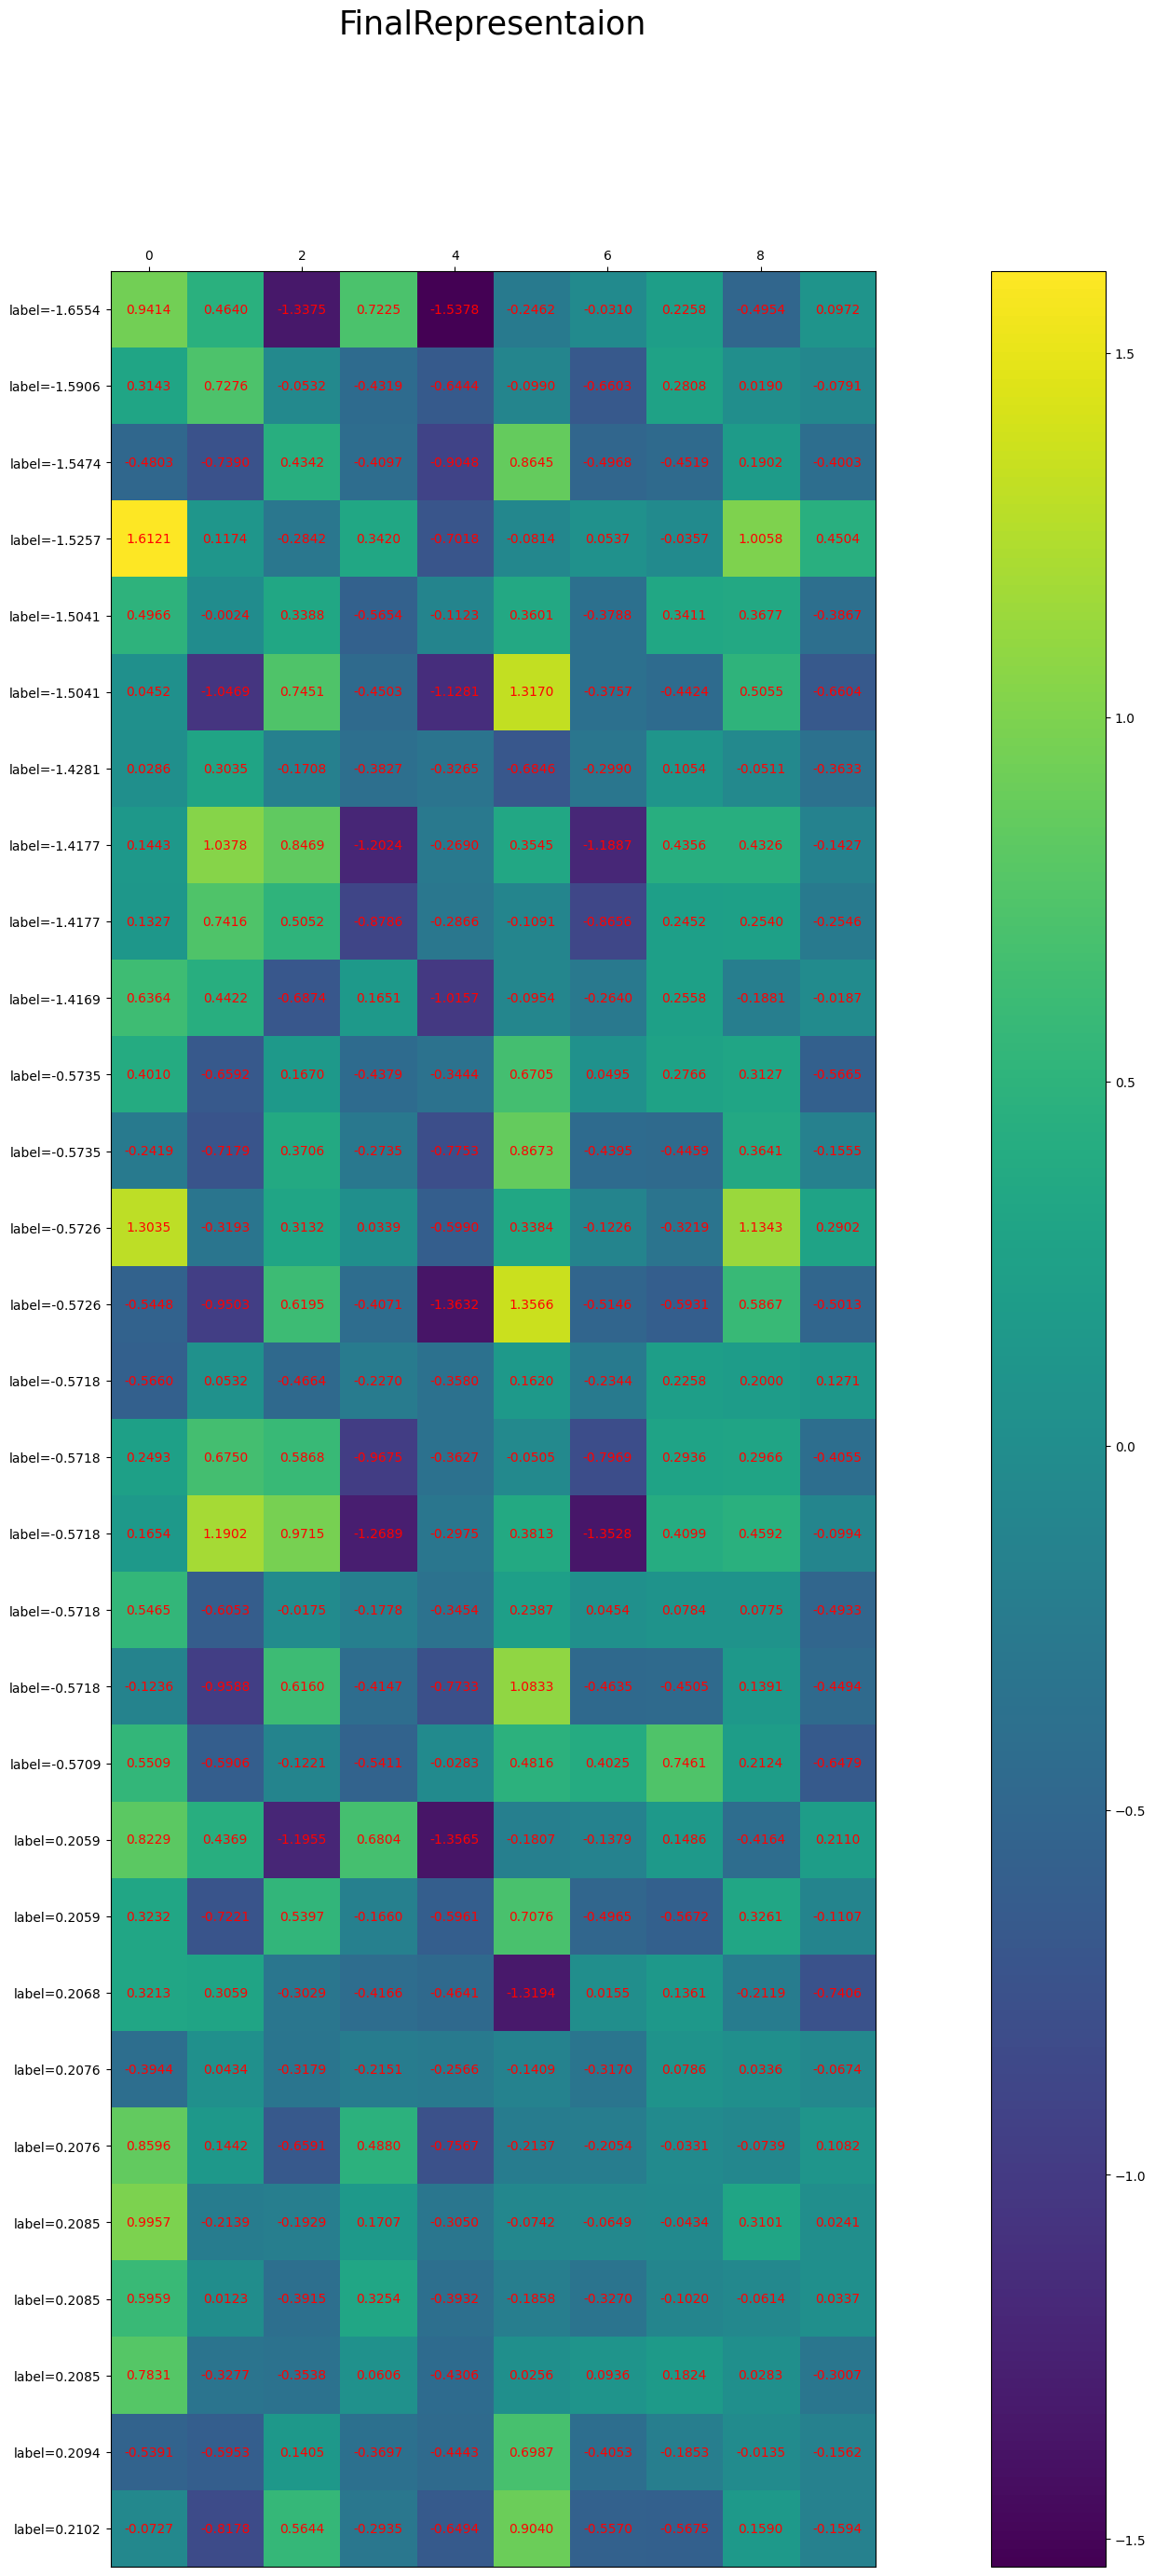 FinalRepresentaion
0 2 4 6 8
label=-1.6554 0.9414 0.4640 -1.3375 0.7225 -1.5378 -0.2462 -0.0310 0.2258 -0.4954 0.0972
label=-1.5906 0.3143 0.7276 -0.0532 -0.4319 -0.6444 -0.0990 -0.6603 0.2808 0.0190 -0.0791
label=-1.5474 -0.4803 0.4342 -0.4097 0.8645 -0.4968 -0.4519 0.1902 -0.4003
label=-1.5257 1.6121 0.1174 -0.2842 0.3420 -0.7018 -0.0814 0.0537 -0.0357 1.0058 0.4504
label=-1.5041 0.4966 -0.0024 0.3388 -0.5654 -0.1123 0.3601 -0.3788 0.3411 0.3677 -0.3867
label=-1.5041 0.0452 -1.0469 0.7451 -0.4503 -1.1281 1.3170 -0.3757 -0.4424 0.5055 -0.6604
label=-1.4281 0.0286 0.3035 -0.1708 -0.3827 -0.3265 -0.6846 -0.2990 0.1054 -0.0511 -0.3633
label=-1.4177 0.1443 1.0378 0.8469 -1.2024 -0.2690 0.3545 -1.1887 0.4356 0.4326 -0.1427
label=-1.4177 0.1327 0.7416 0.5052 -0.2866 -0.1091 0.2452 0.2540 -0.2546
label=-1.4169 0.6364 0.4422 -0.6874 0.1651 -1.0157 -0.0954 -0.2640 0.2558 -0.1881 -0.0187
label=-0.5735 0.4010 -0.6592 0.1670 -0.4379 -0.3444 0.6705 0.0495 0.2766 0.3127 -0.5665
label=-0.5735 -0.2419 -0.7179 0.3706 -0.2735 -0.7753 0.8673 -0.4395 -0.4459 0.3641 -0.1555
label=-0.5726 1.3035 -0.3193 0.3132 0.0339 -0.5990 0.3384 -0.1226 -0.3219 1.1343 0.2902
label=-0.5726 -0.5448 -0.9503 0.6195 -0.4071 -1.3632 1.3566 -0.5146 -0.5931 0.5867 -0.5013
label=-0.5718 -0.5660 0.0532 -0.4664 -0.2270 -0.3580 0.1620 -0.2344 0.2258 0.2000 0.1271
label=-0.5718 0.2493 0.6750 0.5868 -0.3627 -0.0505 0.2936 0.2966 -0.4055
label=-0.5718 0.1654 1.1902 0.9715 -1.2689 -0.2975 0.3813 -1.3528 0.4099 0.4592 -0.0994
label=-0.5718 0.5465 -0.6053 -0.0175 -0.1778 -0.3454 0.2387 0.0454 0.0784 0.0775 -0.4933
label=-0.5718 -0.1236 -0.9588 0.6160 -0.4147 -0.7733 1.0833 -0.4635 -0.4505 0.1391 -0.4494
label=-0.5709 0.5509 -0.5906 -0.1221 -0.5411 -0.0283 0.4816 0.4025 0.7461 0.2124 -0.6479
label=0.2059 0.8229 0.4369 -1.1955 0.6804 -1.3565 -0.1807 -0.1379 0.1486 -0.4164 0.2110
label=0.2059 0.3232 -0.7221 0.5397 -0.1660 -0.5961 0.7076 -0.4965 -0.5672 0.3261 -0.1107
label=0.2068 0.3213 0.3059 -0.3029 -0.4166 -0.4641 -1.3194 0.0155 0.1361 -0.2119 -0.7406
label=0.2076 -0.3944 0.0434 -0.3179 -0.2151 -0.2566 -0.1409 -0.3170 0.0786 0.0336 -0.0674
label=0.2076 0.8596 0.1442 -0.6591 0.4880 -0.7567 -0.2137 -0.2054 -0.0331 -0.0739 0.1082
label=0.2085 0.9957 -0.2139 -0.1929 0.1707 -0.3050 -0.0742 -0.0649 -0.0434 0.3101 0.0241
label=0.2085 0.5959 0.0123 -0.3915 0.3254 -0.3932 -0.1858 -0.3270 -0.1020 -0.0614 0.0337
label=0.2085 0.7831 -0.3277 -0.3538 0.0606 -0.4306 0.0256 0.0936 0.1824 0.0283 -0.3007
label=0.2094 -0.5391 -0.5953 0.1405 -0.3697 -0.4443 0.6987 -0.4053 -0.1853 -0.0135 -0.1562
label=0.2102 -0.0727 0.5644 -0.2935 -0.6494 0.9040 -0.5570 -0.5675 0.1590 -0.1594
1.5
1.0
0.5
0.0
−0.5
−1.0
−1.5